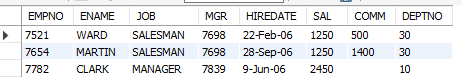 EMPNO ENAME JOB MGR HIREDATE SAL COMM DEPTNO
7521 WARD SALESMAN 7698 22-Feb-06 1250 500 30
7654 MARTIN SALESMAN 7698 28-Sep-06 1250 1400 30
7782 CLARK MANAGER 7839 9-Jun-06 2450 10